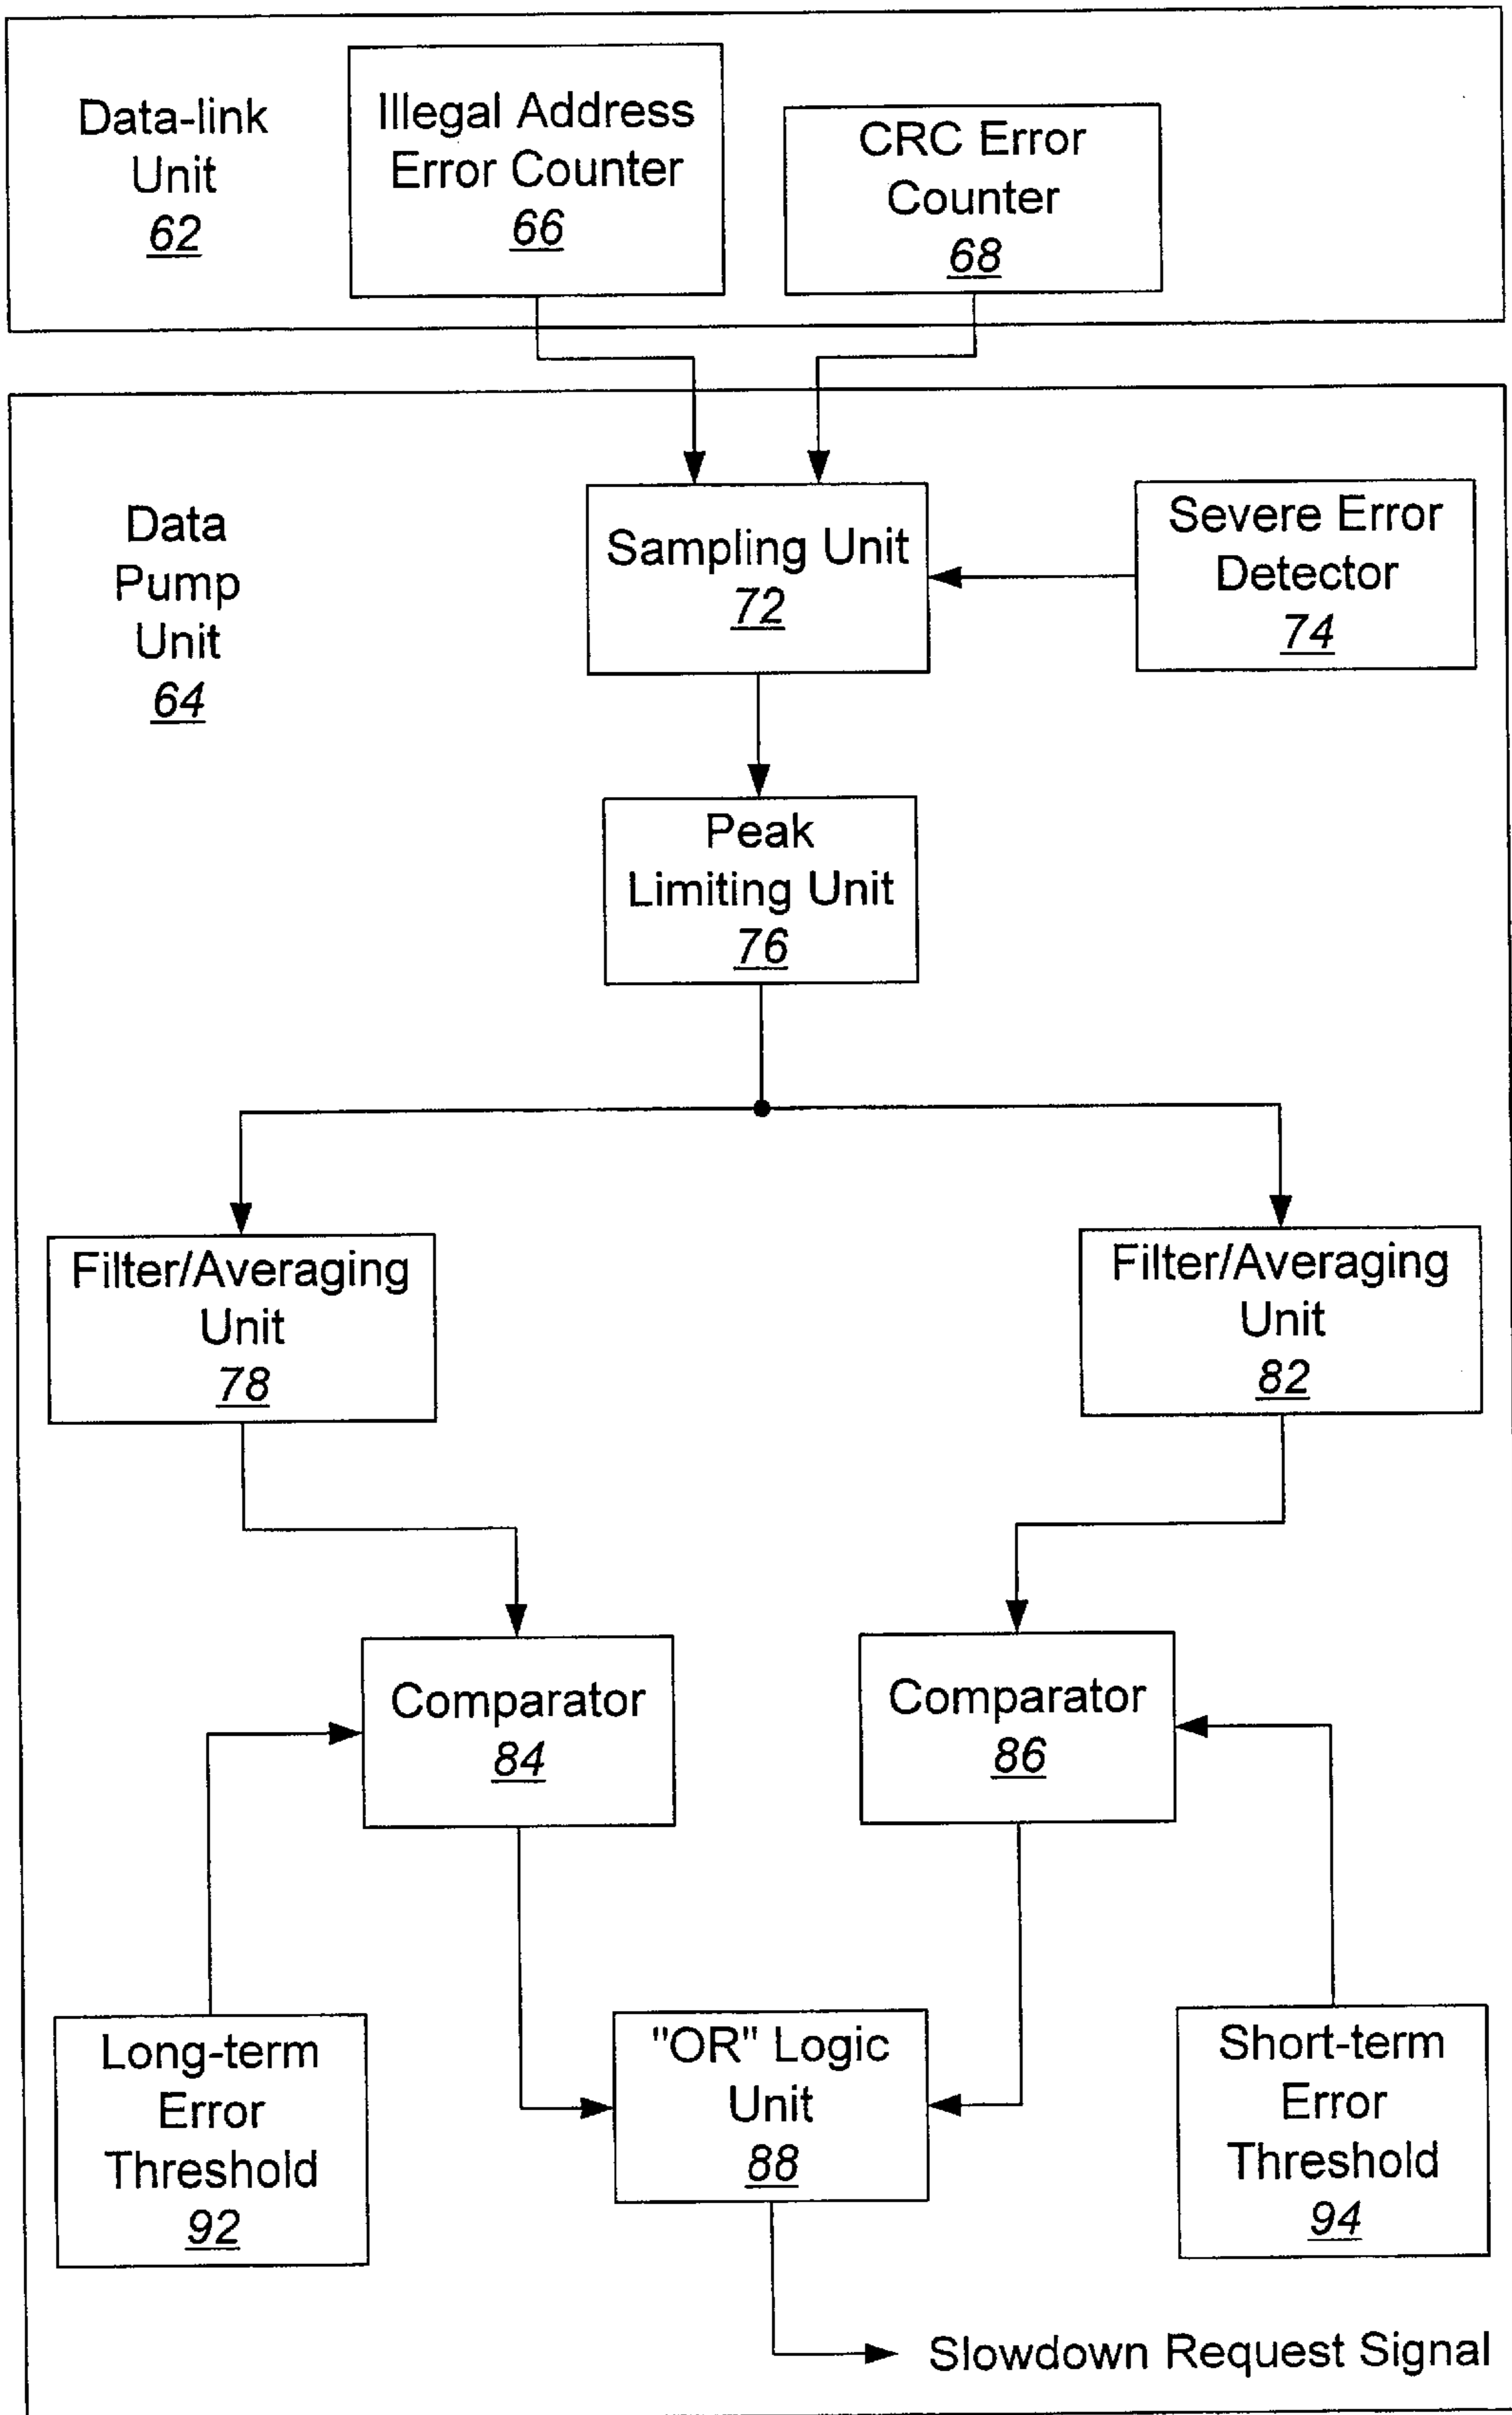 Data-link
Unit
62
Illegal Address
Error Counter
66
CRC Error
Counter
68
Data
Pump
Unit
64
Sampling Unit
72
Severe Error
Detector
74
Peak
Limiting Unit
76
Filter/Averaging
Unit
78
Filter/Averaging
Unit
82
Comparator
84
Comparator
86
Long-term
Error
Threshold
92
"OR" Logic
Unit
88
Short-term
Error
Threshold
94
Slowdown Request Signal